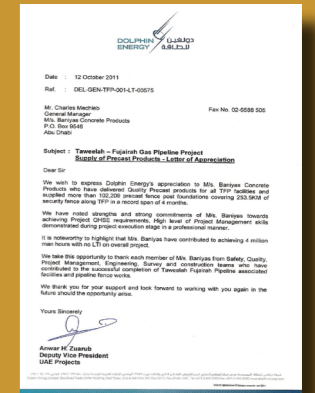 DOLPHIN
ENERGY
دولفين
للطاقة
Date : 12 October 2011
Ref. : DEL-GEN-TFP-001-LT-00575
Mr. Charles Mechleb
General Manager
M/s. Baniyas Concrete Products
P.O. Box 9546
Abu Dhabi
Fax No. 02-5588 505
Subject : Taweelah – Fujairah Gas Pipeline Project
Supply of Precast Products - Letter of Appreciation
Dear Sir
We wish to express Dolphin Energy's appreciation to M/s. Baniyas Concrete
Products who have delivered Quality Precast products for all TFP facilities and
supplied more than 102,200 precast fence post foundations covering 253.5KM of
security fence along TFP in a record span of 4 months.
We have noted strengths and strong commitments of M/s. Baniyas towards
achieving Project QHSE requirements, High level of Project Management skills
demonstrated during project execution stage in a professional manner.
It is noteworthy to highlight that M/s. Baniyas have contributed to achieving 4 million
man hours with no LTI on overall project.
We take this opportunity to thank each member of M/s. Baniyas from Safety, Quality,
Project Management, Engineering, Survey and construction teams who have
contributed to the successful completion of Taweelah Fujairah Pipeline associated
facilities and pipeline fence works.
We thank you for your support and look forward to working with you again in the
future should the opportunity arise.
Yours Sincerely
Anwar H. Zuarub
Deputy Vice President
UAE Projects